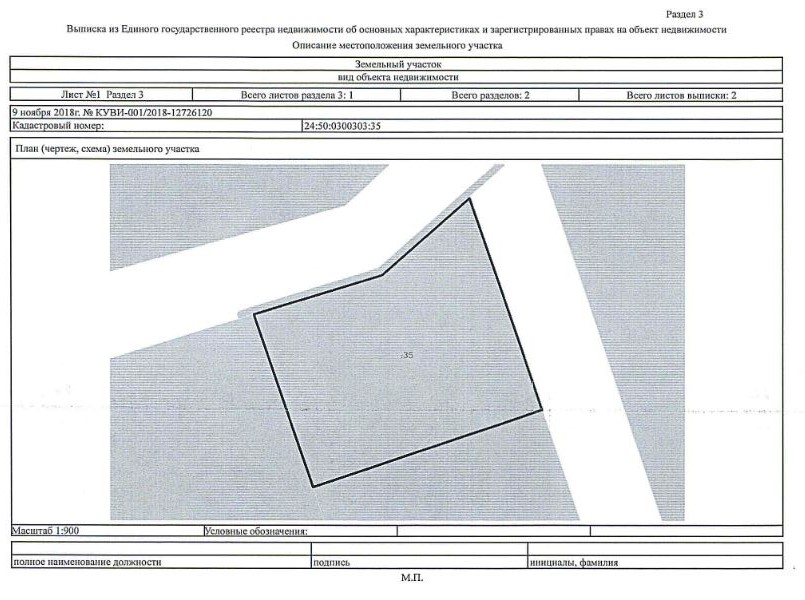 Раздел 3
Выписка из Единого государственного реестра недвижимости об основных характеристиках и зарегистрированных правах на объект недвижимости
Описание местоположения земельного участка
Земельный участок
вид объекта недвижимости
Лист №1 Раздел 3 Всего листов раздела 3: 1 Всего разделов: 2 Всего листов выписки: 2
9 ноября 2018г. № КУВИ-001/2018-12726120
Кадастровый номер: 24:50:0300303:35
План (чертеж, схема) земельного участка
:35
Масштаб 1:900 Условные обозначения:
полное наименование должности подпись инициалы, фамилия
М.П.